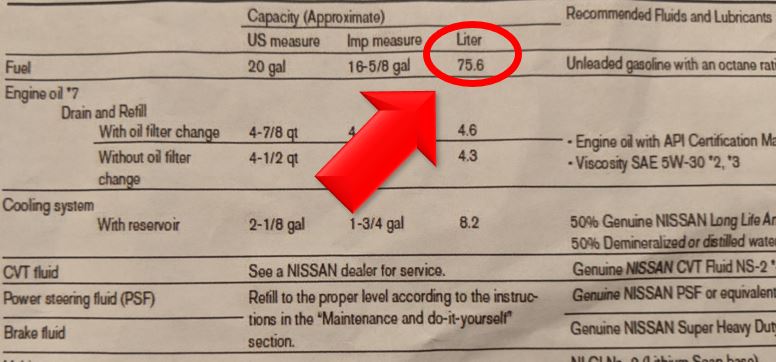 Capacity (Approximate) Recommended Fluids and Lubricants
US measure Imp measure Liter
Fuel 20 gal 16-5/8 gal 75.6 Unleaded gasoline with an octane rati
Engine oil *7
Drain and Refill
With oil filter change 4-7/8 qt 4 4.6
• Engine oil with API Certification Ma
Without oil filter 4-1/2 qt 4.3 • Viscosity SAE 5W-30 *2, *3
change
Cooling system
With reservoir 2-1/8 gal 1-3/4 gal 8.2 50% Genuine NISSAN Long Life An
50% Demineralized or distilled wate
CVT fluid See a NISSAN dealer for service. Genuine NISSAN CVT Fluid NS-2 *
Power steering fluid (PSF) Refill to the proper level according to the instruc- Genuine NISSAN PSF or equivalent
tions in the "Maintenance and do-it-yourself"
Brake fluid section. Genuine NISSAN Super Heavy Duty